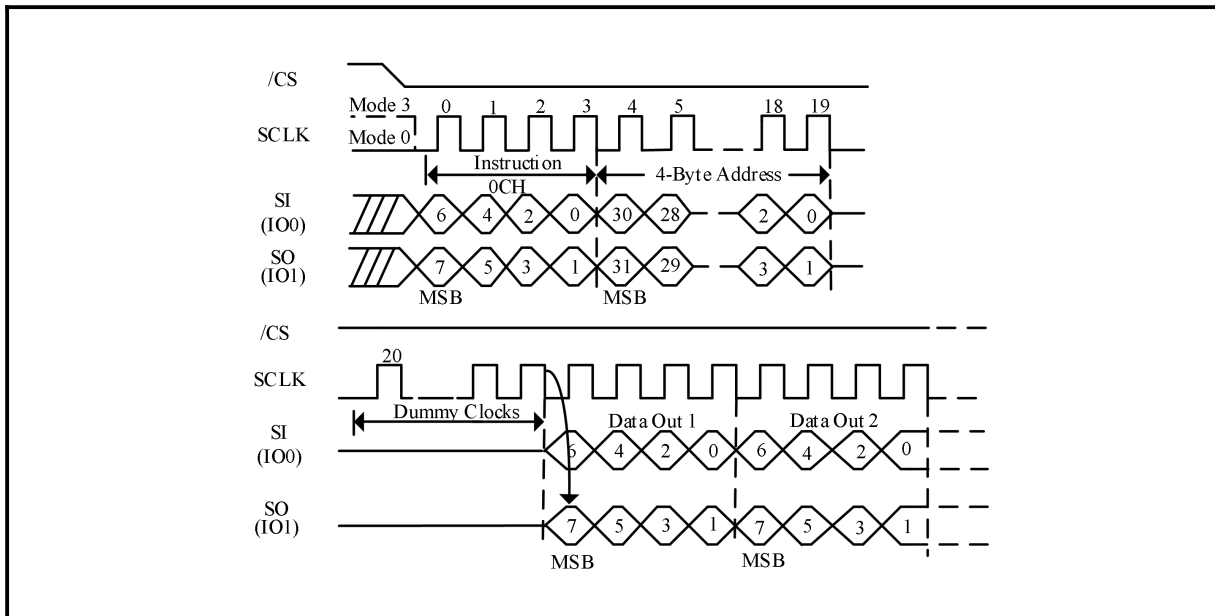 /CS
Mode 3 0 1 2 3 4 5 18 19
SCLK
Mode 0
Instruction
0CH
4-Byte Address
SI
(IO0)
6 4 2 0 30 28 2 0
SO
(IO1)
7 5 3 1 31 29 3 1
MSB MSB
/CS
20
SCLK
Dummy Clocks Data Out 1 Data Out 2
SI
(IO0)
6 4 2 0 6 4 2 0
SO
(IO1)
7 5 3 1 7 5 3 1
MSB MSB